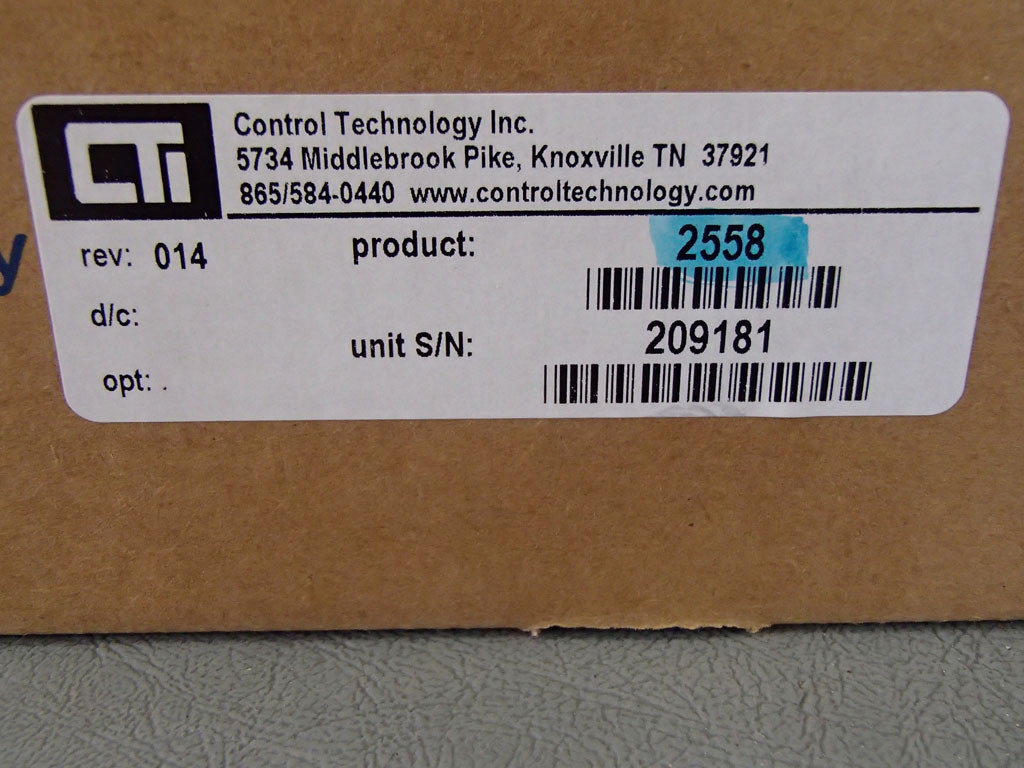 CTi
Control Technology Inc.
5734 Middlebrook Pike, Knoxville TN 37921
865/584-0440 www.controltechnology.com
rev: 014
product: 2558
d/c:
unit S/N: 209181
opt: .
y